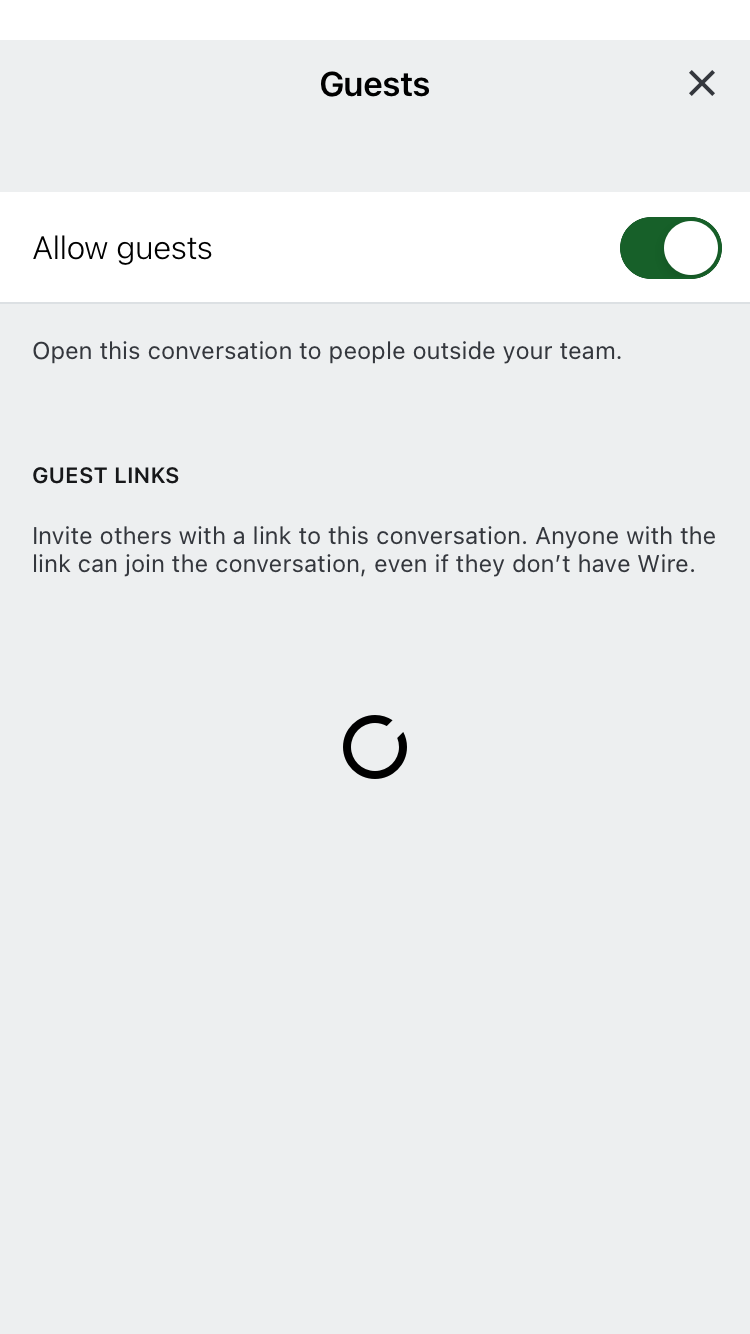 Guests
Allow guests
Open this conversation to people outside your team.
GUEST LINKS
Invite others with a link to this conversation. Anyone with the
link can join the conversation, even if they don’t have Wire.